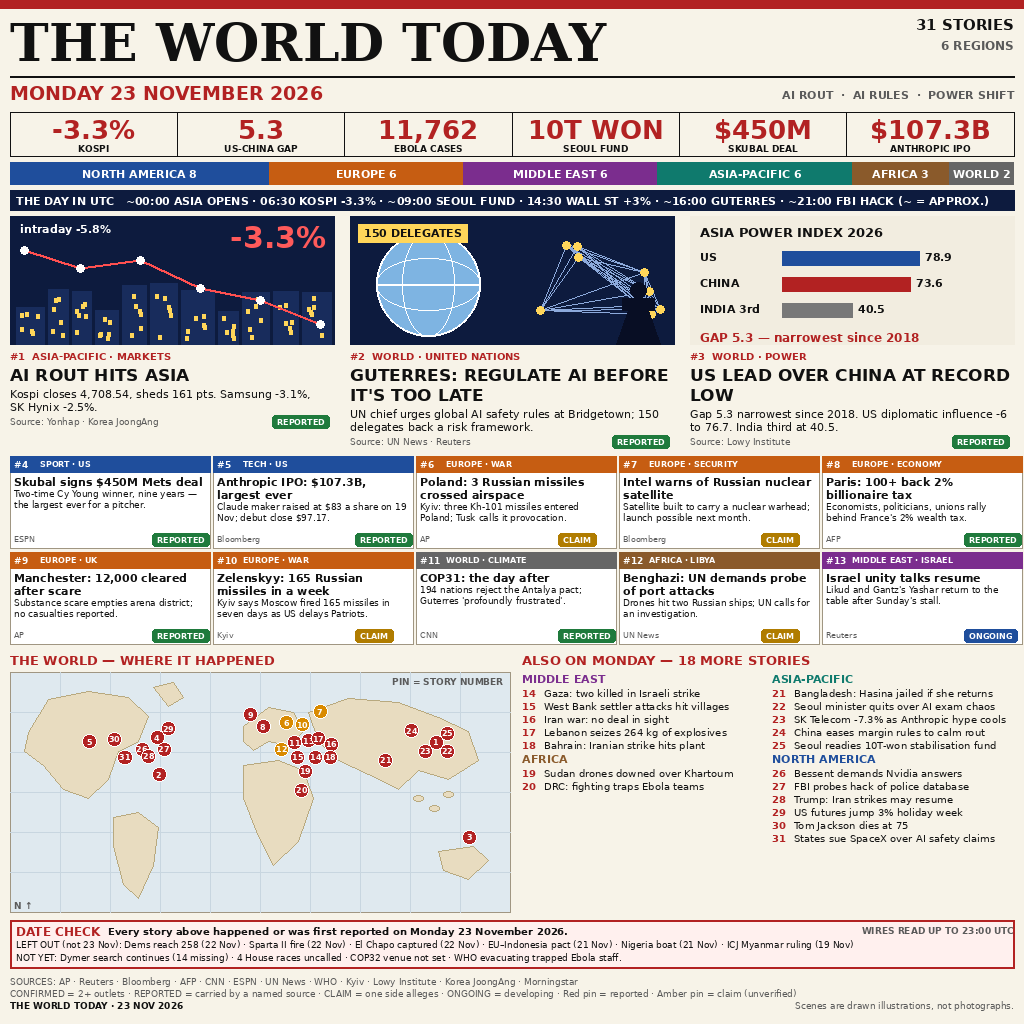 THE WORLD TODAY
31 STORIES
6 REGIONS
MONDAY 23 NOVEMBER 2026
AI ROUT · AI RULES · POWER SHIFT
-3.3%
KOSPI
5.3
US-CHINA GAP
11,762
EBOLA CASES
10T WON
SEOUL FUND
$450M
SKUBAL DEAL
$107.3B
ANTHROPIC IPO
NORTH AMERICA 8
EUROPE 6
MIDDLE EAST 6
ASIA-PACIFIC 6
AFRICA 3
WORLD 2
THE DAY IN UTC ~00:00 ASIA OPENS · 06:30 KOSPI -3.3% · ~09:00 SEOUL FUND · 14:30 WALL ST +3% · ~16:00 GUTERRES · ~21:00 FBI HACK (~ = APPROX.)
intraday -5.8%
-3.3%
#1 ASIA-PACIFIC · MARKETS
AI ROUT HITS ASIA
Kospi closes 4,708.54, sheds 161 pts. Samsung -3.1%,
SK Hynix -2.5%.
Source: Yonhap · Korea JoongAng
REPORTED
150 DELEGATES
#2 WORLD · UNITED NATIONS
GUTERRES: REGULATE AI BEFORE
IT'S TOO LATE
UN chief urges global AI safety rules at Bridgetown; 150
delegates back a risk framework.
Source: UN News · Reuters
REPORTED
ASIA POWER INDEX 2026
US
78.9
CHINA
73.6
INDIA 3rd
40.5
GAP 5.3 — narrowest since 2018
#3 WORLD · POWER
US LEAD OVER CHINA AT RECORD
LOW
Gap 5.3 narrowest since 2018. US diplomatic influence -6
to 76.7. India third at 40.5.
Source: Lowy Institute
REPORTED
#4 SPORT · US
Skubal signs $450M Mets deal
Two-time Cy Young winner, nine years —
the largest ever for a pitcher.
ESPN
REPORTED
#5 TECH · US
Anthropic IPO: $107.3B,
largest ever
Claude maker raised at $83 a share on 19
Nov; debut close $97.17.
Bloomberg
REPORTED
#6 EUROPE · WAR
Poland: 3 Russian missiles
crossed airspace
Kyiv: three Kh-101 missiles entered
Poland; Tusk calls it provocation.
AP
CLAIM
#7 EUROPE · SECURITY
Intel warns of Russian nuclear
satellite
Satellite built to carry a nuclear warhead;
launch possible next month.
Bloomberg
CLAIM
#8 EUROPE · ECONOMY
Paris: 100+ back 2%
billionaire tax
Economists, politicians, unions rally
behind France's 2% wealth tax.
AFP
REPORTED
#9 EUROPE · UK
Manchester: 12,000 cleared
after scare
Substance scare empties arena district;
no casualties reported.
AP
REPORTED
#10 EUROPE · WAR
Zelenskyy: 165 Russian
missiles in a week
Kyiv says Moscow fired 165 missiles in
seven days as US delays Patriots.
Kyiv
CLAIM
#11 WORLD · CLIMATE
COP31: the day after
194 nations reject the Antalya pact;
Guterres 'profoundly frustrated'.
CNN
REPORTED
#12 AFRICA · LIBYA
Benghazi: UN demands probe
of port attacks
Drones hit two Russian ships; UN calls for
an investigation.
UN News
CLAIM
#13 MIDDLE EAST · ISRAEL
Israel unity talks resume
Likud and Gantz's Yashar return to the
table after Sunday's stall.
Reuters
ONGOING
THE WORLD — WHERE IT HAPPENED
PIN = STORY NUMBER
5
30
31
26
28
4
29
27
2
9
8
6
10
7
12
11
13
17
16
15
14
18
19
20
21
24
25
1
23
22
3
N ↑
ALSO ON MONDAY — 18 MORE STORIES
MIDDLE EAST
14 Gaza: two killed in Israeli strike
15 West Bank settler attack hit villages
16 Iran war: no deal in sight
17 Lebanon seizes 264 kg of explosives
18 Bahrain: Iranian strike hits plant
AFRICA
19 Sudan drones downed over Khartoum
20 DRC: fighting traps Ebola teams
ASIA-PACIFIC
21 Bangladesh: Hasina jailed if she returns
22 Seoul minister quits over AI exam chaos
23 SK Telecom -7.3% as Anthropic hype cools
24 China eases margin rules to calm rout
25 Seoul readies 10T-won stabilisation fund
NORTH AMERICA
26 Bessent demands Nvidia answers
27 FBI probes hack of police database
28 Trump: Iran strikes may resume
29 US futures jump 3% holiday week
30 Tom Jackson dies at 75
31 States sue SpaceX over AI safety claims
DATE CHECK Every story above happened or was first reported on Monday 23 November 2026.
WIRES READ UP TO 23:00 UTC
LEFT OUT (not 23 Nov): Dems reach 258 (22 Nov) · Sparta II fire (22 Nov) · El Chapo captured (22 Nov) · EU–Indonesia pact (21 Nov) · Nigeria boat (21 Nov) · ICJ Myanmar ruling (19 Nov)
NOT YET: Dymer search continues (14 missing) · 4 House races uncalled · COP32 venue not set · WHO evacuating trapped Ebola staff.
SOURCES: AP · Reuters · Bloomberg · AFP · CNN · ESPN · UN News · WHO · Kyiv · Lowy Institute · Korea JoongAng · Morningstar
CONFIRMED = 2+ outlets · REPORTED = carried by a named source · CLAIM = one side alleges · ONGOING = developing · Red pin = reported · Amber pin = claim (unverified)
THE WORLD TODAY · 23 NOV 2026
Scenes are drawn illustrations, not photographs.